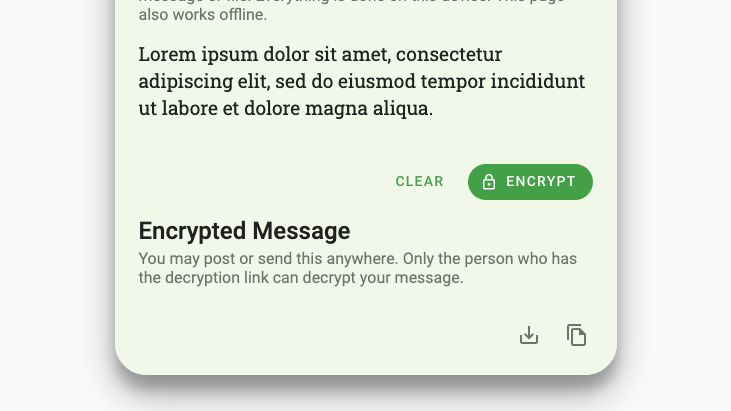 also works offline.
Lorem ipsum dolor sit amet, consectetur
adipiscing elit, sed do eiusmod tempor incididunt
ut labore et dolore magna aliqua.
CLEAR
ENCRYPT
Encrypted Message
You may post or send this anywhere. Only the person who has
the decryption link can decrypt your message.